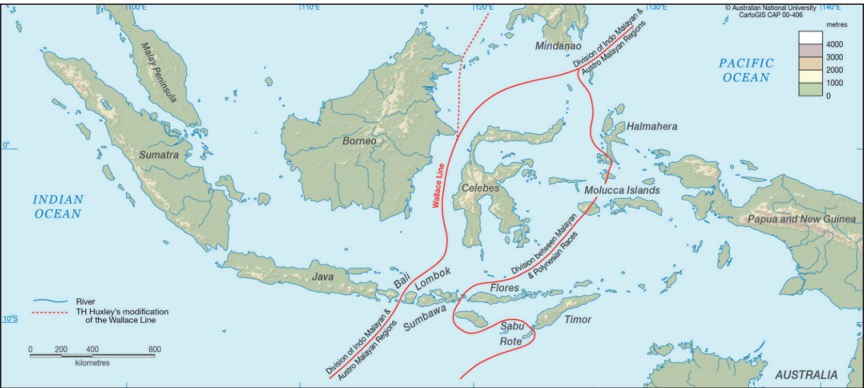 100°E
110°E
120°E
130°E
140°E
© Australian National University
CartoGIS CAP 00-406
metres
4000
3000
2000
1000
0
PACIFIC
OCEAN
Mindanao
Division of Indo Malayan &
Austro Malayan Regions
Malay Peninsula
Halmahera
Borneo
0°
Sumatra
Wallace Line
Celebes
Molucca Islands
INDIAN
OCEAN
Papua and New Guinea
Division between Malayan
& Polynesian Races
Java
Bali
Lombok
Flores
Sumbawa
Timor
Sabu
Rote
River
TH Huxley's modification
of the Wallace Line
10°S
Division of Indo Malayan &
Austro Malayan Regions
0 200 400 800
kilometres
AUSTRALIA